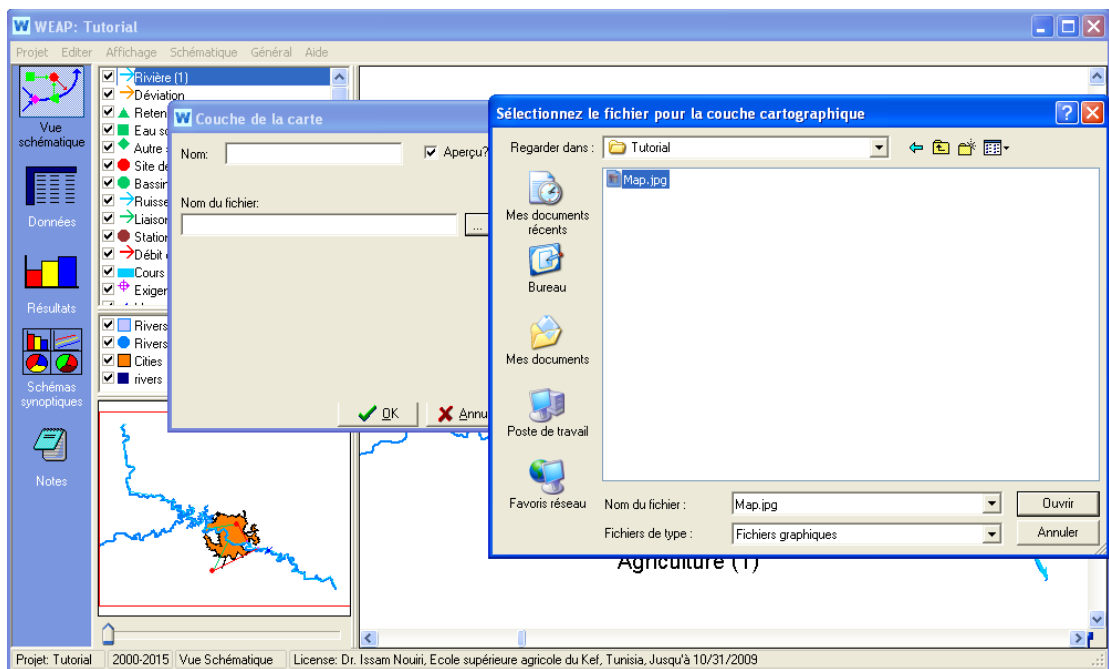 WEAP: Tutorial
Projet Editer Affichage Schématique Général Aide
Vue
schématique
Données
Résultats
Schémas
synoptiques
Notes
Rivière (1)
Déviation
Reten
Eau so
Autre s
Site de
Bassin
Ruisse
Liaison
Station
Débit
Cours
Exigen
Rivers
Rivers
Cities
rivers
Couche de la carte
Nom:
Aperçu?
Nom du fichier:
...
OK
Annu
Sélectionnez le fichier pour la couche cartographique
Regarder dans :
Tutorial
Map.jpg
Mes documents
récents
Bureau
Mes documents
Poste de travail
Favoris réseau
Nom du fichier :
Map.jpg
Ouvrir
Fichiers de type :
Fichiers graphiques
Annuler
Agriculture (1)
Projet: Tutorial 2000-2015 Vue Schématique License: Dr. Issam Nouiri, Ecole supérieure agricole du Kef, Tunisia, Jusqu'à 10/31/2009